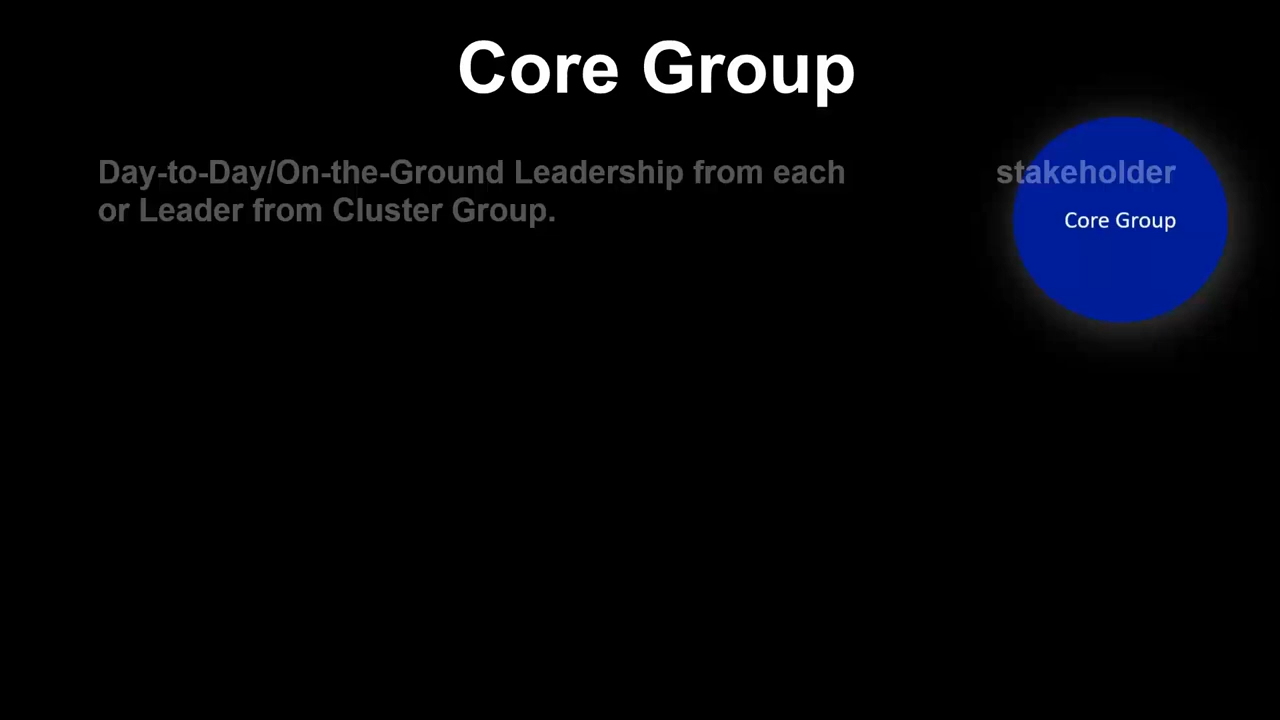 Core Group
Day-to-Day/On-the-Ground Leadership from each stakeholder
or Leader from Cluster Group.
Core Group